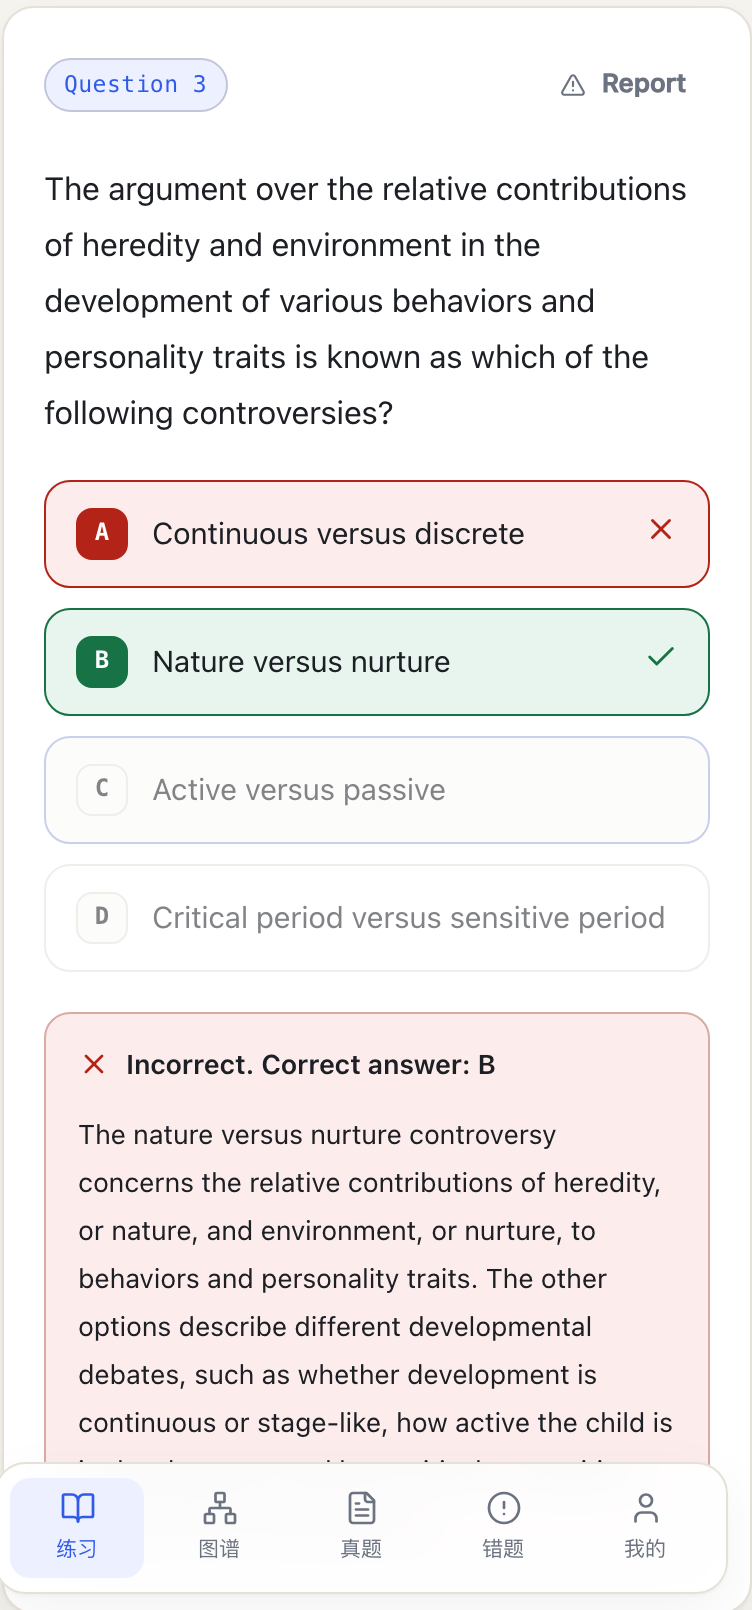 Question 3
Report
The argument over the relative contributions
of heredity and environment in the
development of various behaviors and
personality traits is known as which of the
following controversies?
A Continuous versus discrete
B Nature versus nurture
C Active versus passive
D Critical period versus sensitive period
Incorrect. Correct answer: B
The nature versus nurture controversy
concerns the relative contributions of heredity,
or nature, and environment, or nurture, to
behaviors and personality traits. The other
options describe different developmental
debates, such as whether development is
continuous or stage-like, how active the child is
练习
图谱
真题
错题
我的